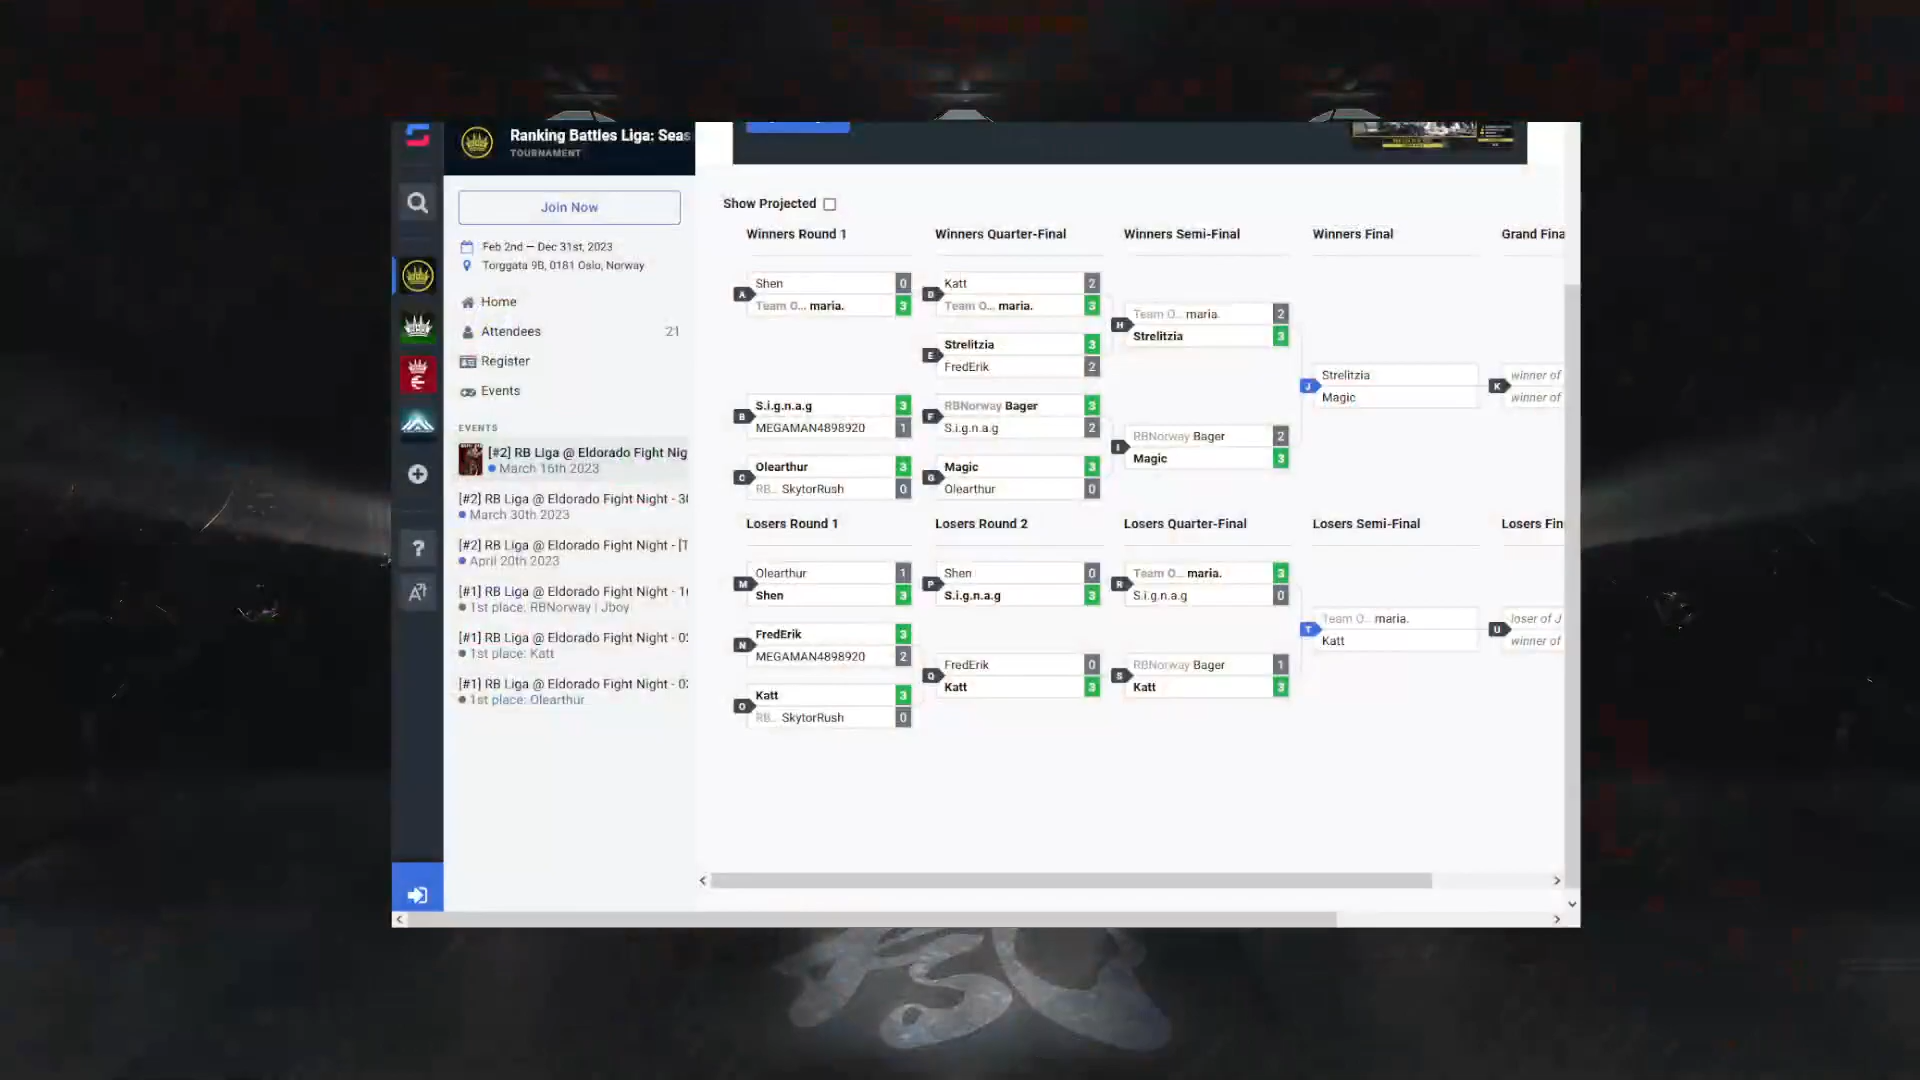 Ranking Battles Liga: Seas
TOURNAMENT
Join Now
Feb 2nd — Dec 31st, 2023
Torggata 9B, 0181 Oslo, Norway
Home
Attendees 21
Register
Events
EVENTS
[#2] RB Liga @ Eldorado Fight Nig
March 16th 2023
[#2] RB Liga @ Eldorado Fight Night - 30
March 30th 2023
[#2] RB Liga @ Eldorado Fight Night - [T
April 20th 2023
[#1] RB Liga @ Eldorado Fight Night - 16
1st place: RBNorway | Jboy
[#1] RB Liga @ Eldorado Fight Night - 02
1st place: Katt
[#1] RB Liga @ Eldorado Fight Night - 02
1st place: Olearthur
Show Projected
Winners Round 1
A
Shen 0
Team O... maria. 3
B
S.i.g.n.a.g 3
MEGAMAN4898920 1
C
Olearthur 3
RB... SkytorRush 0
Winners Quarter-Final
D
Katt 2
Team O... maria. 3
E
Strelitzia 3
FredErik 2
F
RBNorway Bager 3
S.i.g.n.a.g 2
G
Magic 3
Olearthur 0
Winners Semi-Final
H
Team O... maria. 2
Strelitzia 3
I
RBNorway Bager 2
Magic 3
Winners Final
J
Strelitzia
Magic
Grand Fina
K
winner of
winner of
Losers Round 1
M
Olearthur 1
Shen 3
N
FredErik 3
MEGAMAN4898920 2
O
Katt 3
RB... SkytorRush 0
Losers Round 2
P
Shen 0
S.i.g.n.a.g 3
Q
FredErik 0
Katt 3
Losers Quarter-Final
R
Team O... maria. 3
S.i.g.n.a.g 0
S
RBNorway Bager 1
Katt 3
Losers Semi-Final
T
Team O... maria.
Katt
Losers Fin
U
loser of J
winner of